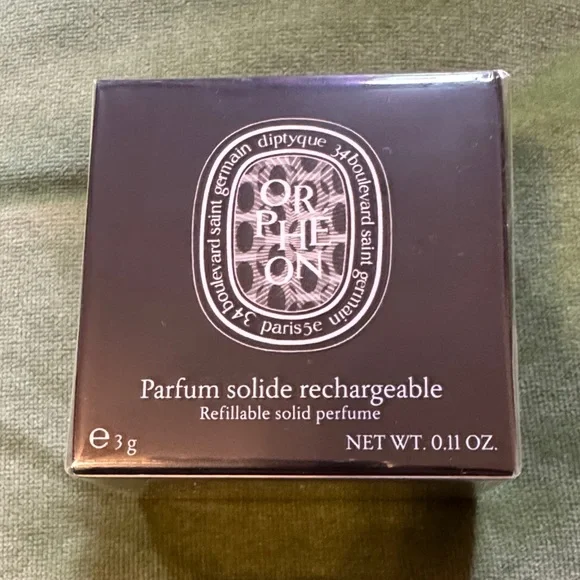 34 boulevard saint germain diptyque 34 boulevard saint germain
paris 5e
OR
PHE
ON
Parfum solide rechargeable
Refillable solid perfume
e 3 g
NET WT. 0.11 OZ.